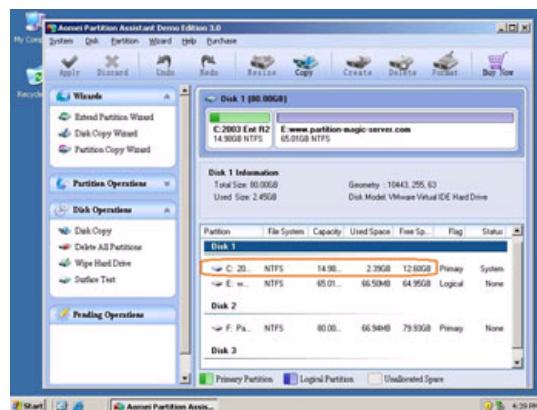 My Comp
Recycle
Aomei Partition Assistant Demo Edition 3.0
System Disk Partition Wizard Help Purchase
Apply Discard Undo Redo Resize Copy Create Delete Format Buy Now
Wizards
Extend Partition Wizard
Disk Copy Wizard
Partition Copy Wizard
Partition Operations
Disk Operations
Disk Copy
Delete All Partitions
Wipe Hard Drive
Surface Test
Pending Operations
Disk 1 (80.00GB)
C:2003 Ent R2
14.98GB NTFS
E:www.partition-magic-server.com
65.01GB NTFS
Disk 1 Information
Total Size: 80.00GB Geometry : 10443, 255, 63
Used Size: 2.45GB Disk Model: VMware Virtual IDE Hard Drive
Partition File System Capacity Used Space Free Sp... Flag Status
Disk 1
C: 20... NTFS 14.98... 2.39GB 12.60GB Primary System
E: w... NTFS 65.01... 66.50MB 64.95GB Logical None
Disk 2
F: Pa... NTFS 80.00... 66.94MB 79.93GB Primary None
Disk 3
Primary Partition Logical Partition Unallocated Space
Start Aomei Partition Assis... 4:39 PM